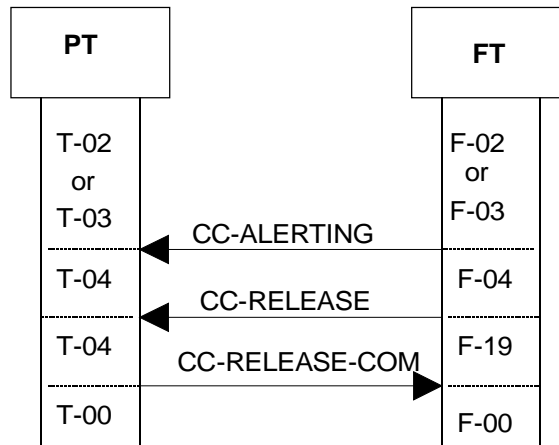 PT
FT
T-02
or
T-03
F-02
or
F-03
CC-ALERTING
T-04
F-04
CC-RELEASE
T-04
F-19
CC-RELEASE-COM
T-00
F-00